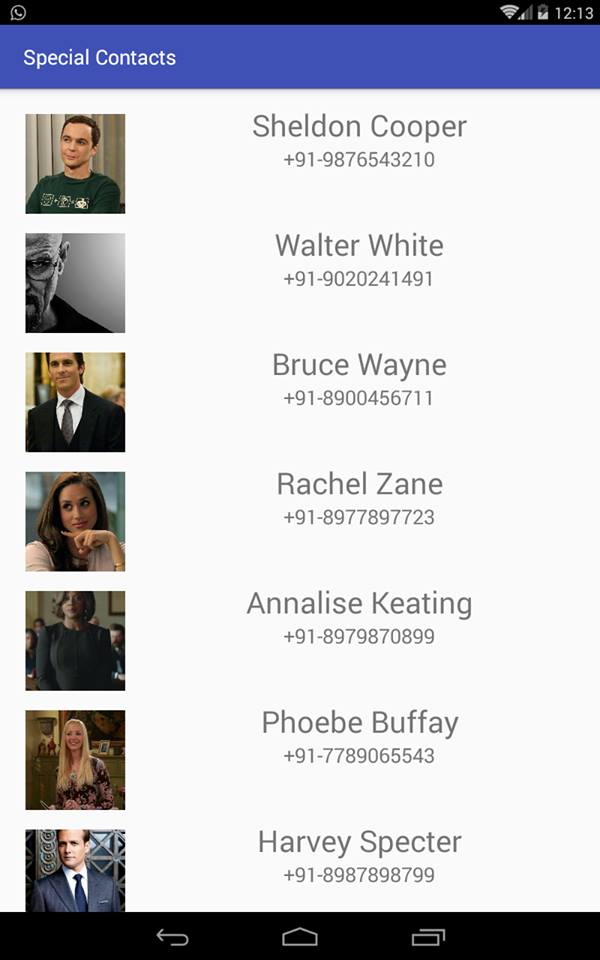 12:13
Special Contacts
Sheldon Cooper
+91-9876543210
Walter White
+91-9020241491
Bruce Wayne
+91-8900456711
Rachel Zane
+91-8977897723
Annalise Keating
+91-8979870899
Phoebe Buffay
+91-7789065543
Harvey Specter
+91-8987898799